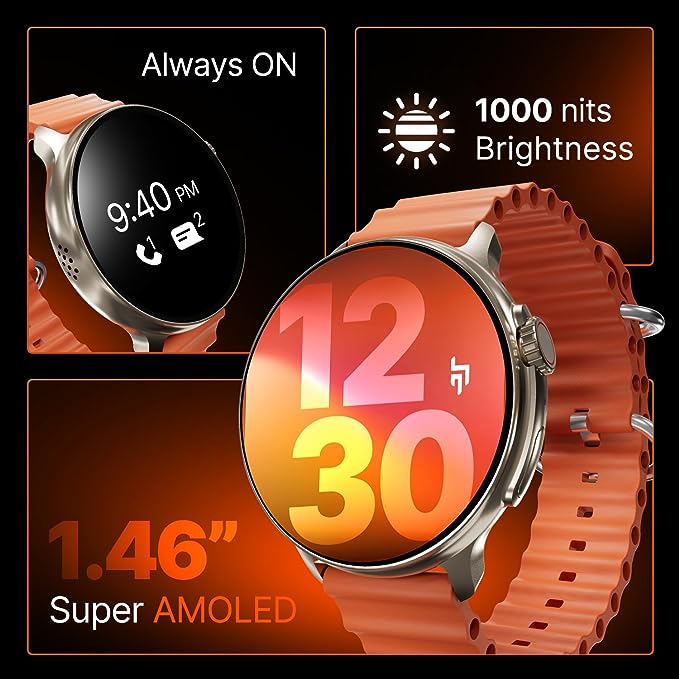 Always ON
9:40 PM
1 2
1000 nits
Brightness
12
30
1.46”
Super AMOLED